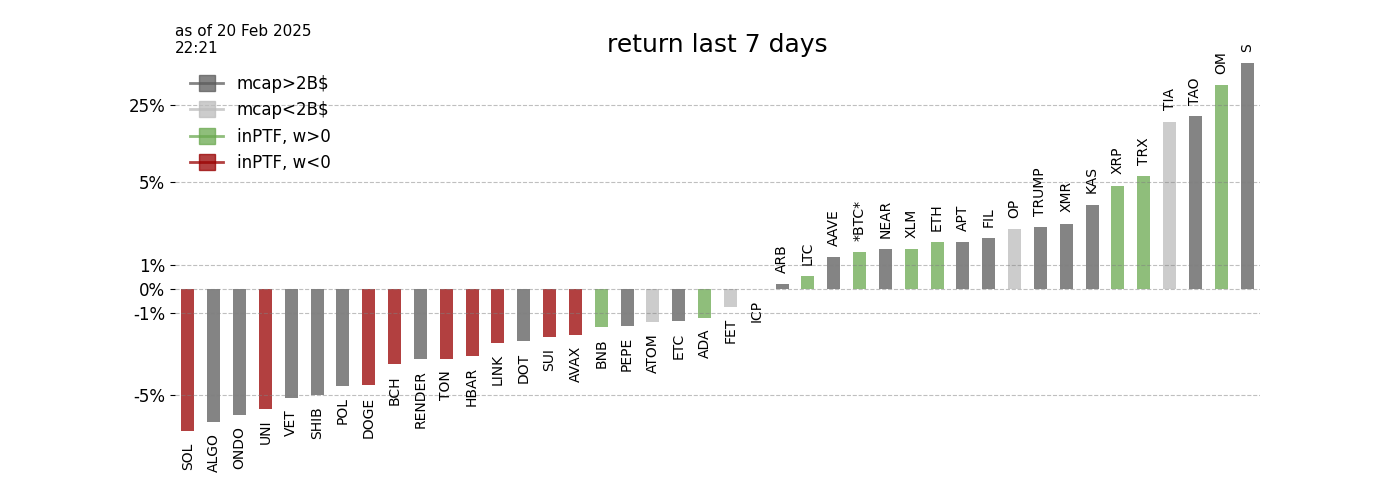 as of 20 Feb 2025
22:21
return last 7 days
mcap>2B$
mcap<2B$
inPTF, w>0
inPTF, w<0
25%
5%
1%
0%
-1%
-5%
SOL
ALGO
ONDO
UNI
VET
SHIB
POL
DOGE
BCH
RENDER
TON
HBAR
LINK
DOT
SUI
AVAX
BNB
PEPE
ATOM
ETC
ADA
FET
ICP
ARB
LTC
AAVE
*BTC*
NEAR
XLM
ETH
APT
FIL
OP
TRUMP
XMR
KAS
XRP
TRX
TIA
TAO
OM
S